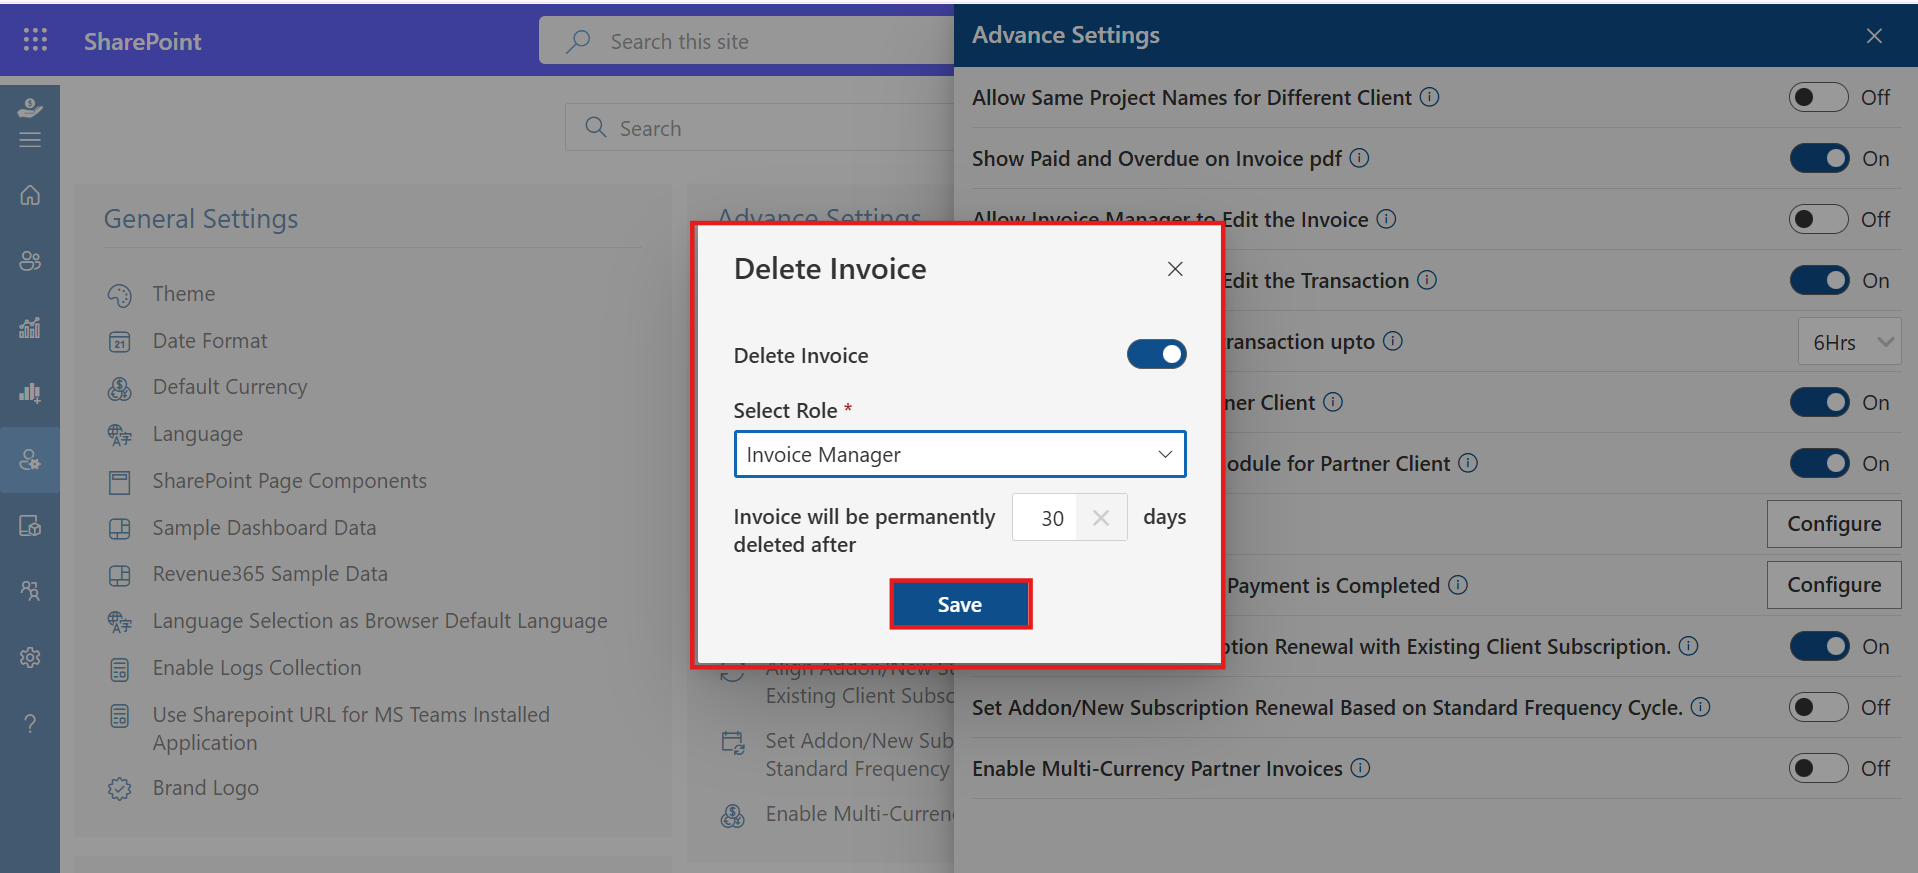 SharePoint
Search this site
Advance Settings
Search
General Settings
Theme
21
Date Format
Default Currency
Language
SharePoint Page Components
Sample Dashboard Data
Revenue365 Sample Data
Language Selection as Browser Default Language
Enable Logs Collection
Use Sharepoint URL for MS Teams Installed
Application
Brand Logo
Advance Settings
Align Addon/New Su
Existing Client Subsc
Set Addon/New Sub
Standard Frequency
Enable Multi-Curren
Delete Invoice
Delete Invoice
Select Role *
Invoice Manager
Invoice will be permanently
deleted after
30
days
Save
Allow Same Project Names for Different Client
Off
Show Paid and Overdue on Invoice pdf
On
Allow Invoice Manager to Edit the Invoice
Off
Edit the Transaction
On
ransaction upto
6Hrs
ner Client
On
odule for Partner Client
On
Configure
Payment is Completed
Configure
tion Renewal with Existing Client Subscription.
On
Set Addon/New Subscription Renewal Based on Standard Frequency Cycle.
Off
Enable Multi-Currency Partner Invoices
Off